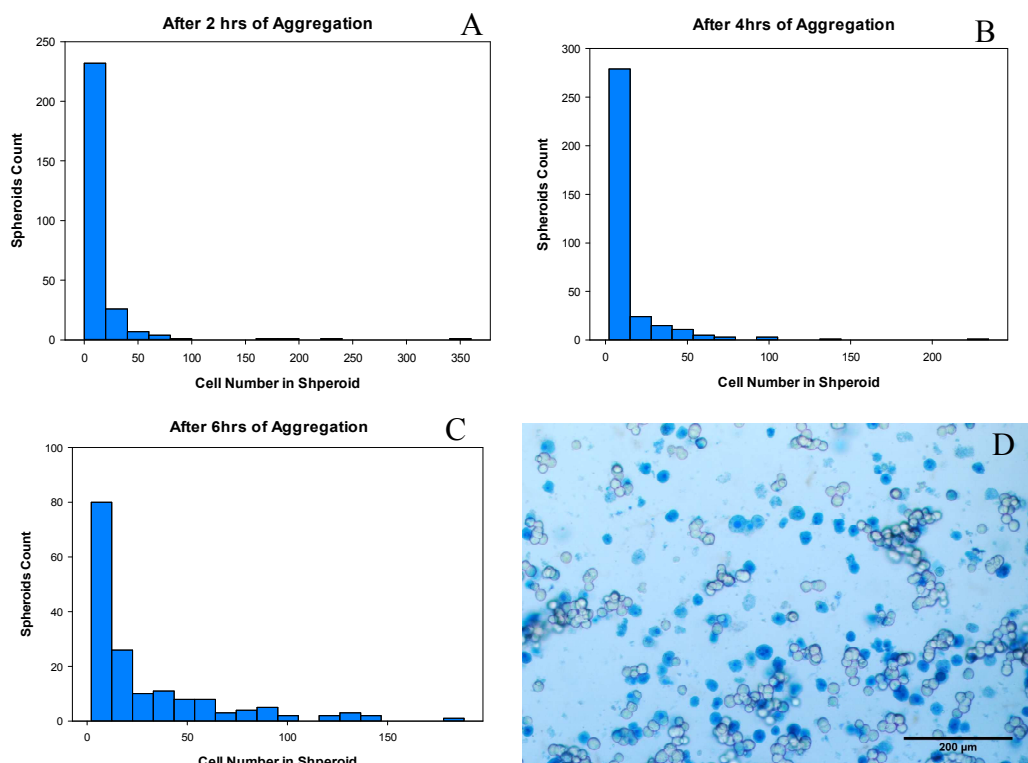 After 2 hrs of Aggregation
A
250
200
150
100
50
0
Spheroids Count
0 50 100 150 200 250 300 350
Cell Number in Shperoid
After 4hrs of Aggregation
B
300
250
200
150
100
50
0
Spheroids Count
0 50 100 150 200
Cell Number in Shperoid
After 6hrs of Aggregation
C
100
80
60
40
20
0
Spheroids Count
0 50 100 150
Cell Number in Shperoid
D
200 µm